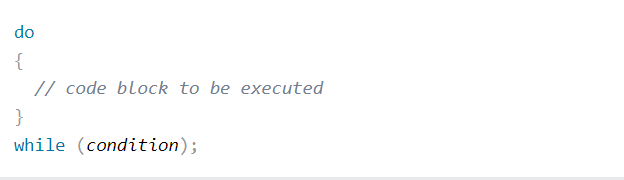 do
{
  // code block to be executed
}
while (condition);